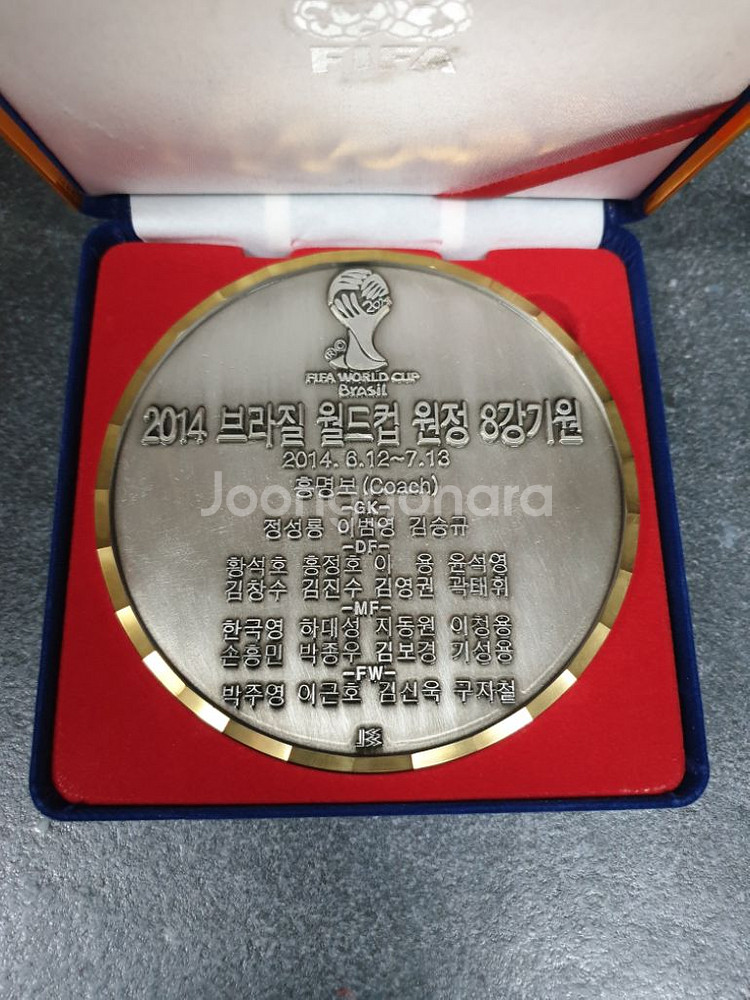 FIFA
2014
FIFA WORLD CUP
Brasil
2014 브라질 월드컵 원정 8강기원
2014. 6.12~7.13
홍명보(Coach)
-GK-
정성룡 이범영 김승규
-DF-
황석호 홍정호 이 용 윤석영
김창수 김진수 김영권 곽태휘
-MF-
한국영 하대성 지동원 이청용
손흥민 박종우 김보경 기성용
-FW-
박주영 이근호 김신욱 구자철
Joonggonara